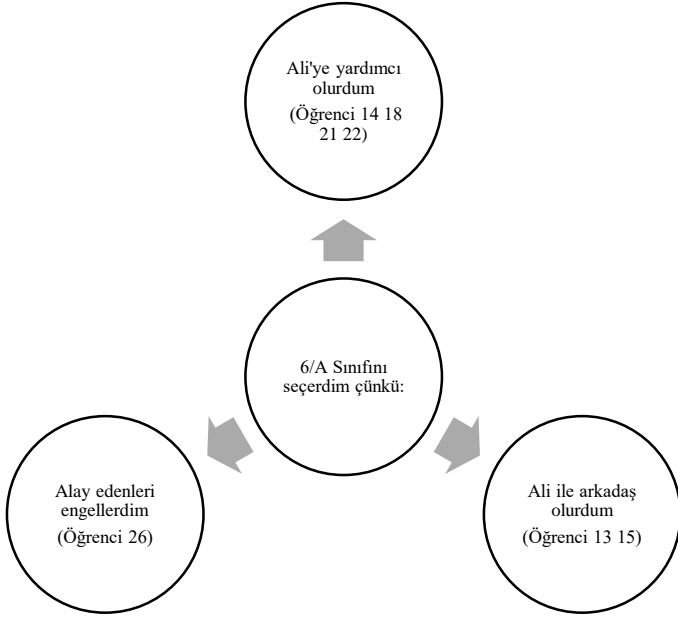 Ali'ye yardımcı
olurdum
(Öğrenci 14 18
21 22)
6/A Sınıfını
seçerdim çünkü:
Alay edenleri
engellerdim
(Öğrenci 26)
Ali ile arkadaş
olurdum
(Öğrenci 13 15)